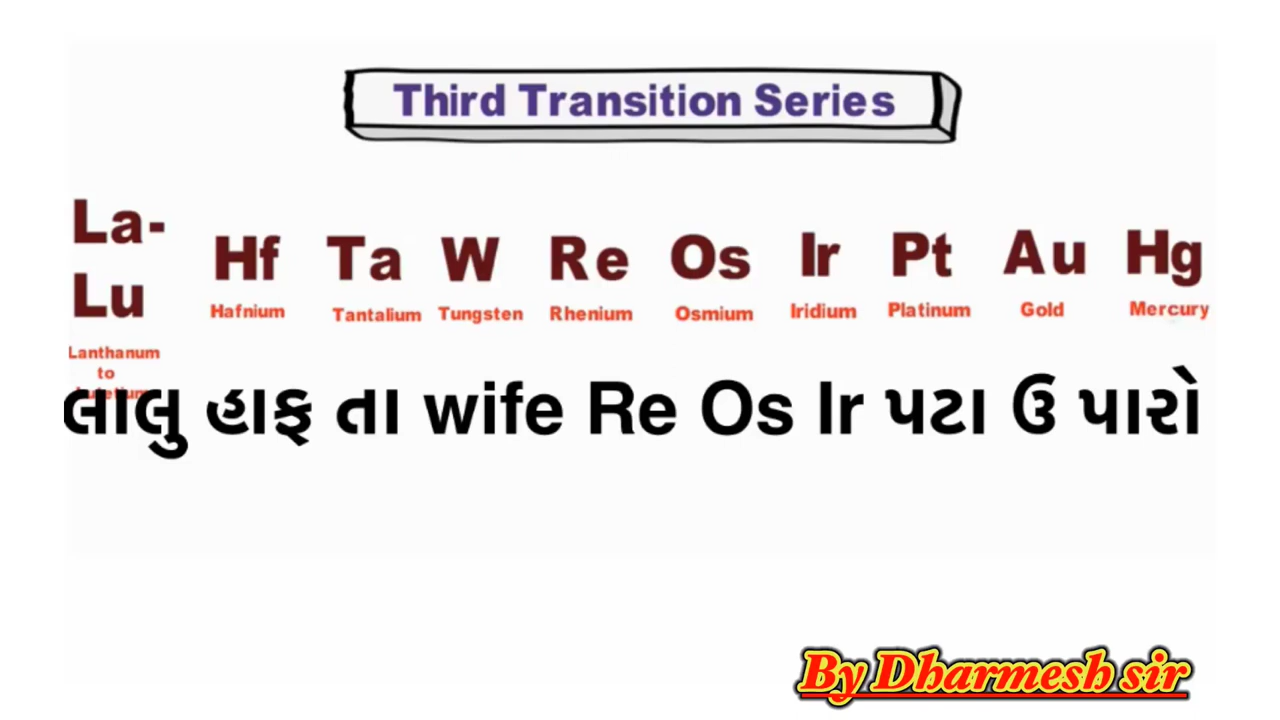 Third Transition Series
La-
Lu
Hf Ta W Re Os Ir Pt Au Hg
Hafnium Tantalium Tungsten Rhenium Osmium Iridium Platinum Gold Mercury
Lanthanum
to
લાલુ હાફ તા wife Re Os Ir પટા ઉ પારો
By Dharmesh sir